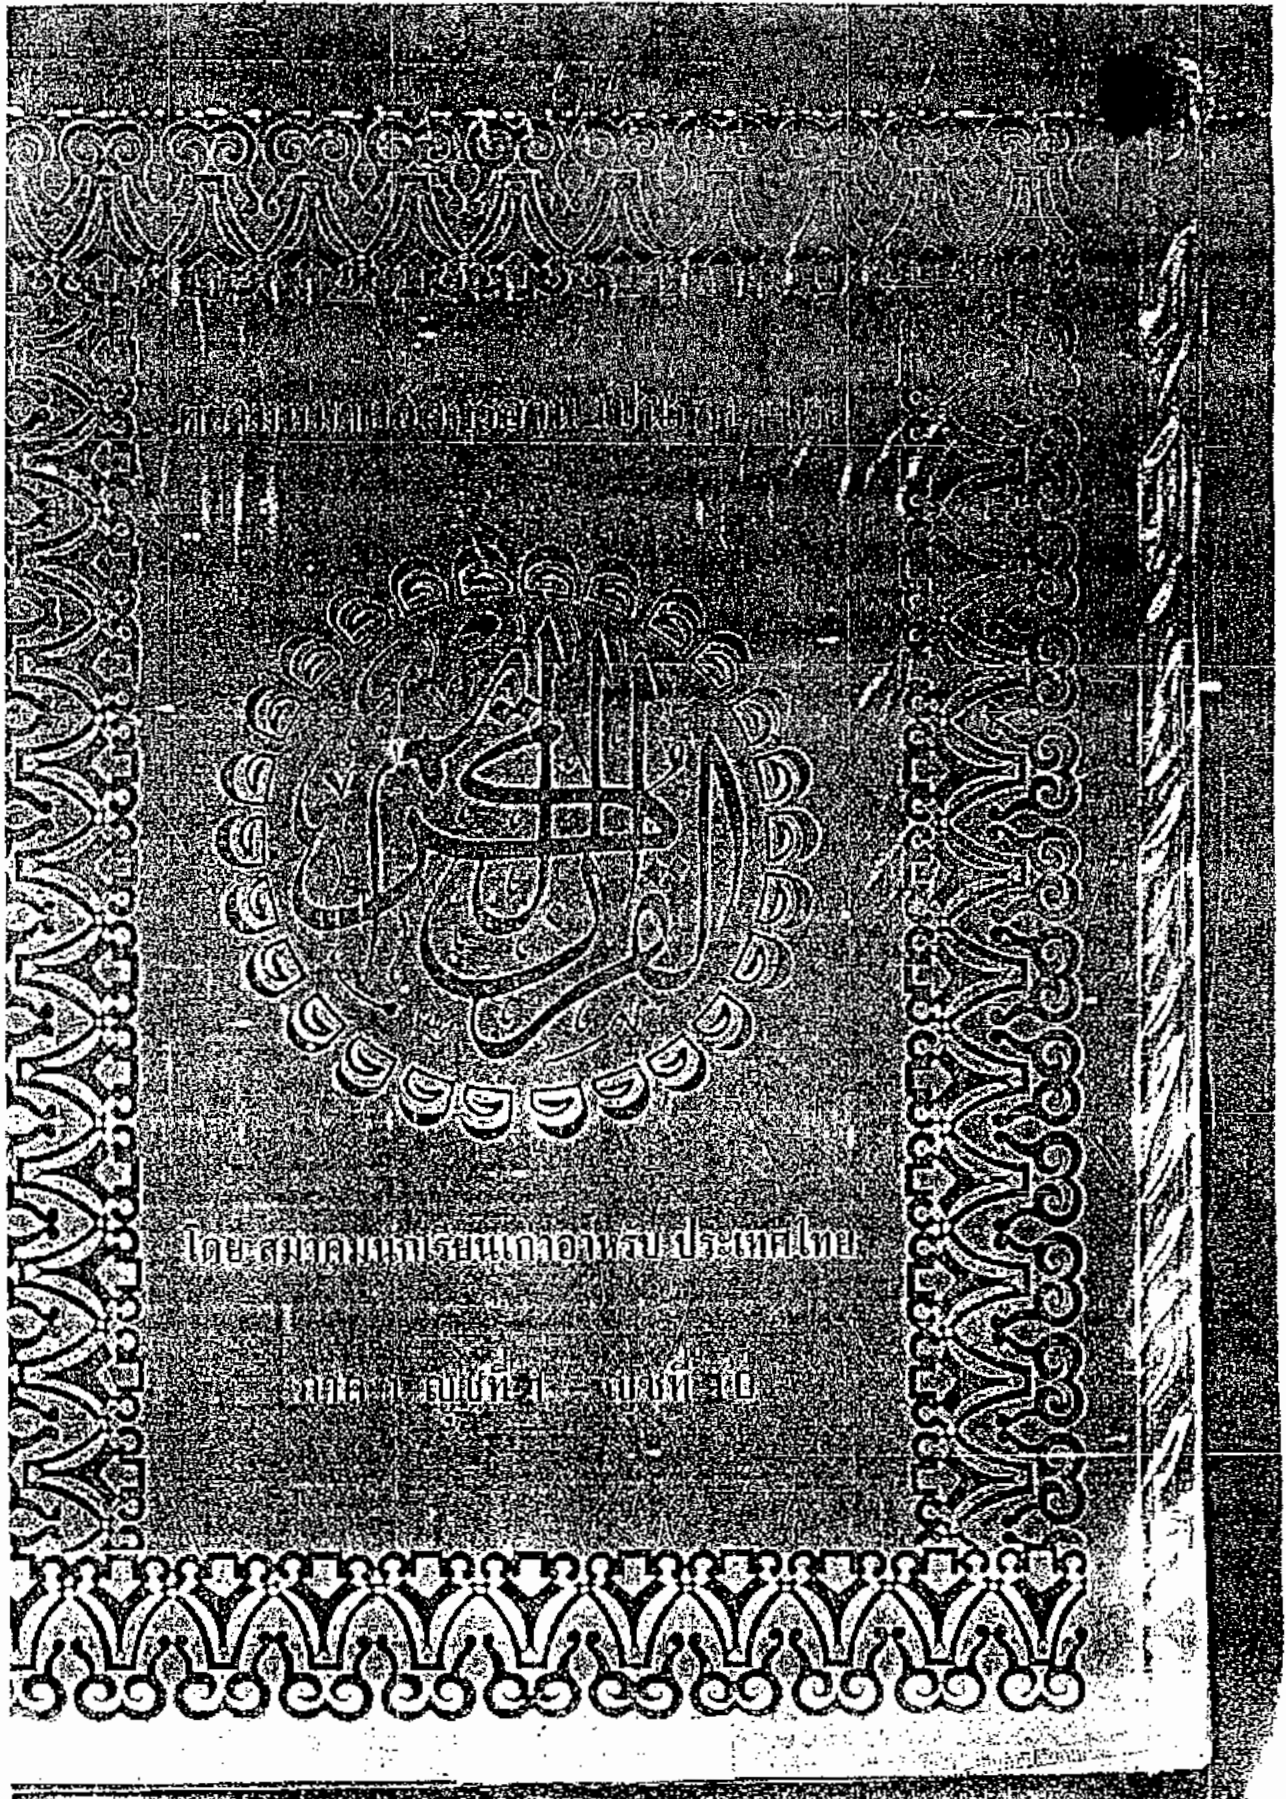 ความหมายอัลกุรอานเป็นภาษาไทย
القرآن الكريم
โดย:สมาคมนักเรียนเก่าอาหรับ ประเทศไทย
ภาค ๑ ญุซที่ ๑ - ญุซที่ ๑๐